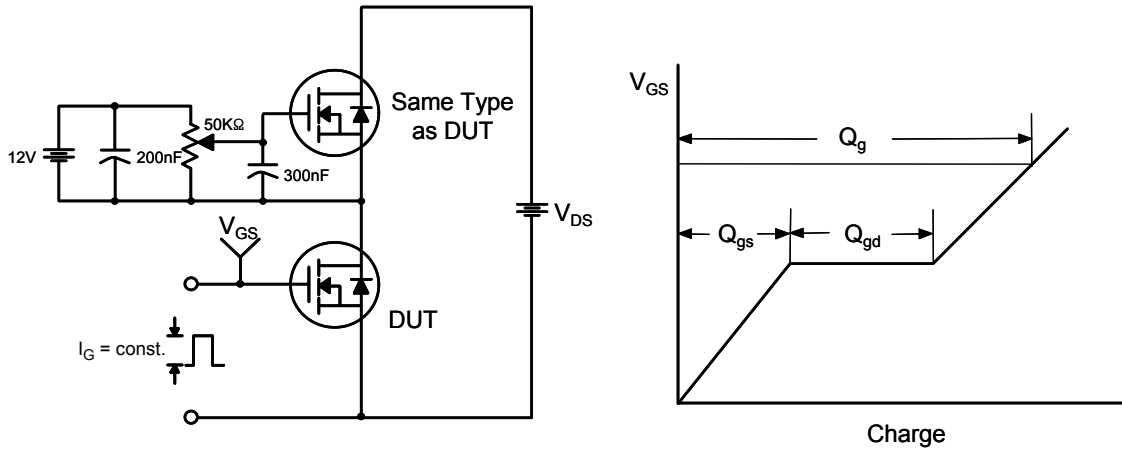 12V
200nF
50KΩ
300nF
Same Type
as DUT
V_DS
V_GS
DUT
I_G = const.
V_GS
Q_g
Q_gs
Q_gd
Charge